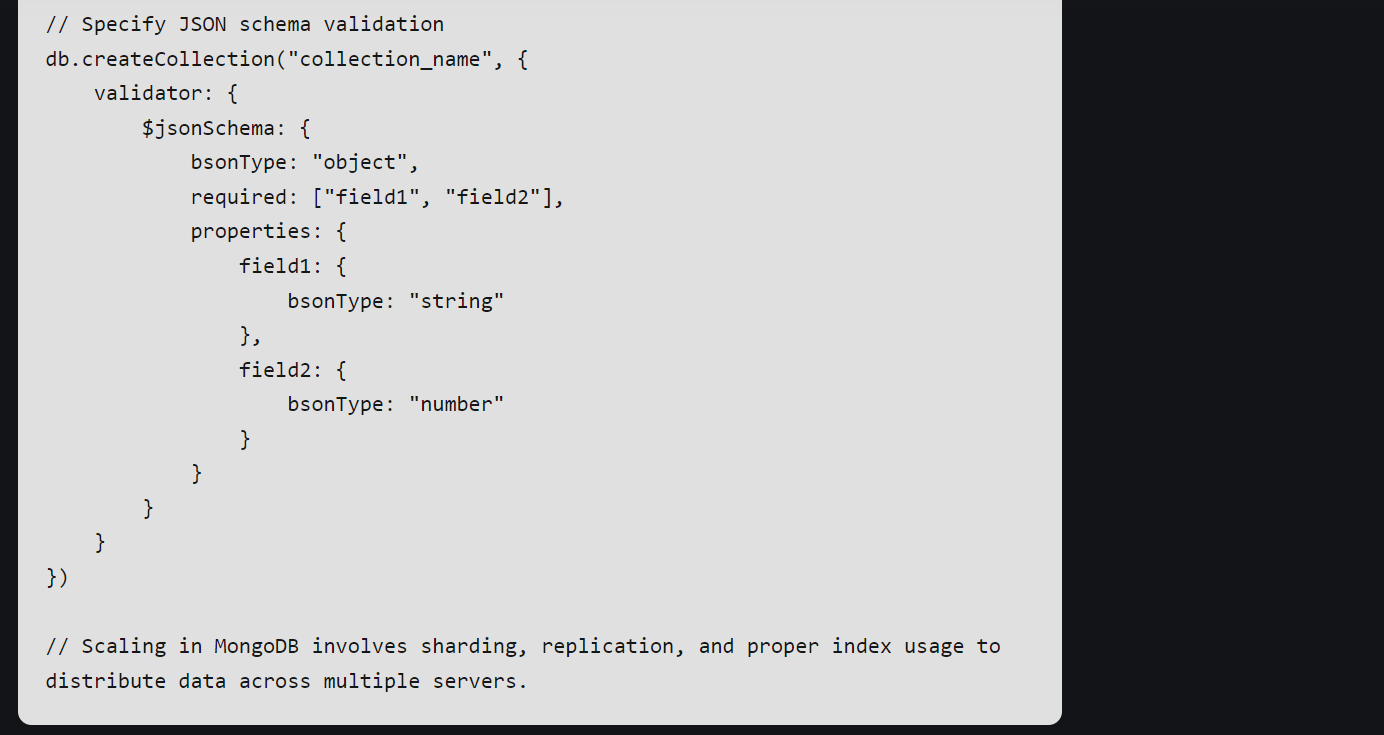 // Specify JSON schema validation
db.createCollection("collection_name", {
    validator: {
        $jsonSchema: {
            bsonType: "object",
            required: ["field1", "field2"],
            properties: {
                field1: {
                    bsonType: "string"
                },
                field2: {
                    bsonType: "number"
                }
            }
        }
    }
})

// Scaling in MongoDB involves sharding, replication, and proper index usage to
distribute data across multiple servers.